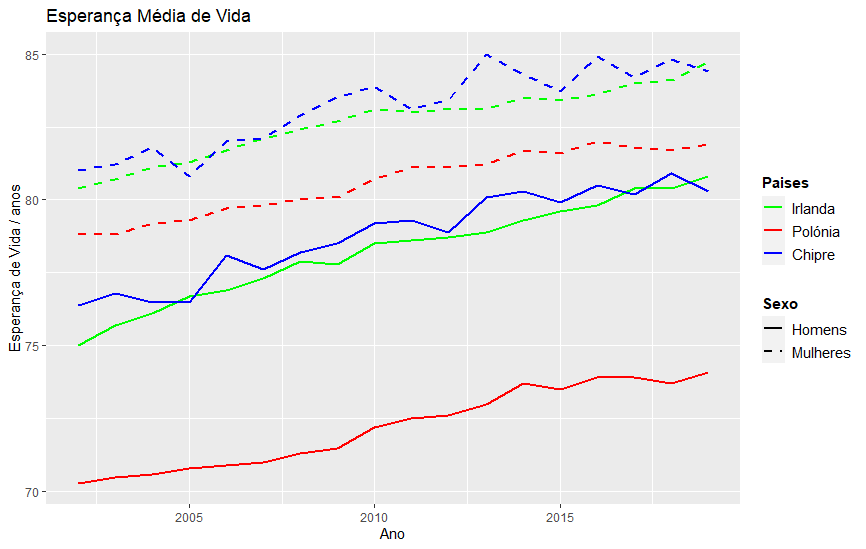 Esperança Média de Vida
Esperança de Vida / anos
85
80
75
70
2005
2010
2015
Ano
Paises
Irlanda
Polónia
Chipre
Sexo
Homens
Mulheres